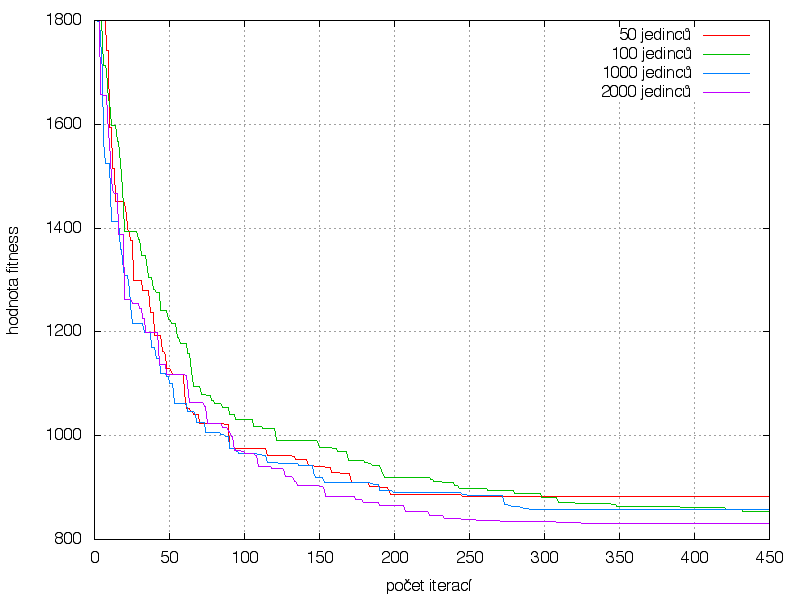 1800
1600
1400
1200
1000
800
0 50 100 150 200 250 300 350 400 450
hodnota fitness
počet iterací
50 jedinců
100 jedinců
1000 jedinců
2000 jedinců